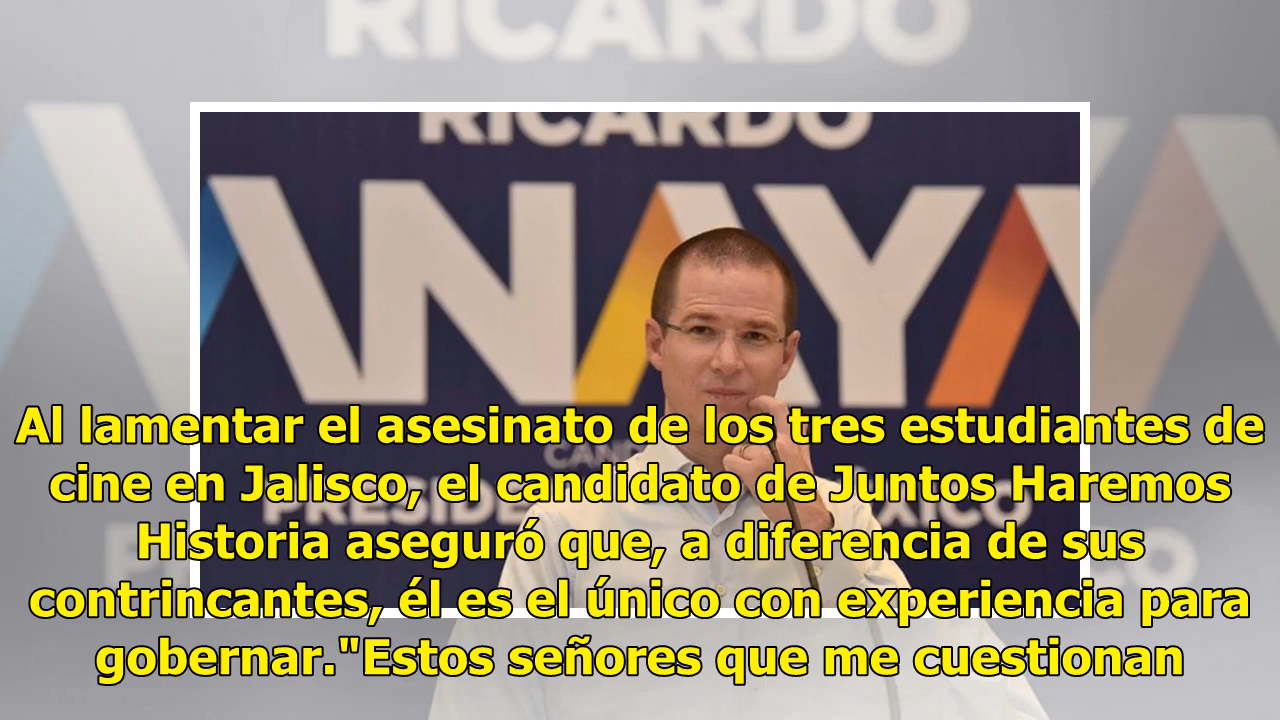 RICARDO
RICARDO
ANAYA
Al lamentar el asesinato de los tres estudiantes de
cine en Jalisco, el candidato de Juntos Haremos
Historia aseguró que, a diferencia de sus
contrincantes, él es el único con experiencia para
gobernar."Estos señores que me cuestionan